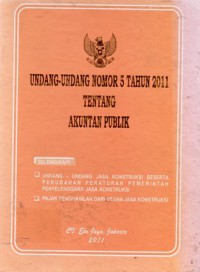 UNDANG-UNDANG NOMOR 5 TAHUN 2011
TENTANG
AKUNTAN PUBLIK
DILENGKAPI
UNDANG - UNDANG JASA KONSTRUKSI BESERTA
PERUBAHAN PERATURAN PEMERINTAH
PENYELENGGARA JASA KONSTRUKSI
PAJAK PENGHASILAN DARI USAHA JASA KONSTRUKSI
CV. Eko Jaya, Jakarta
2011